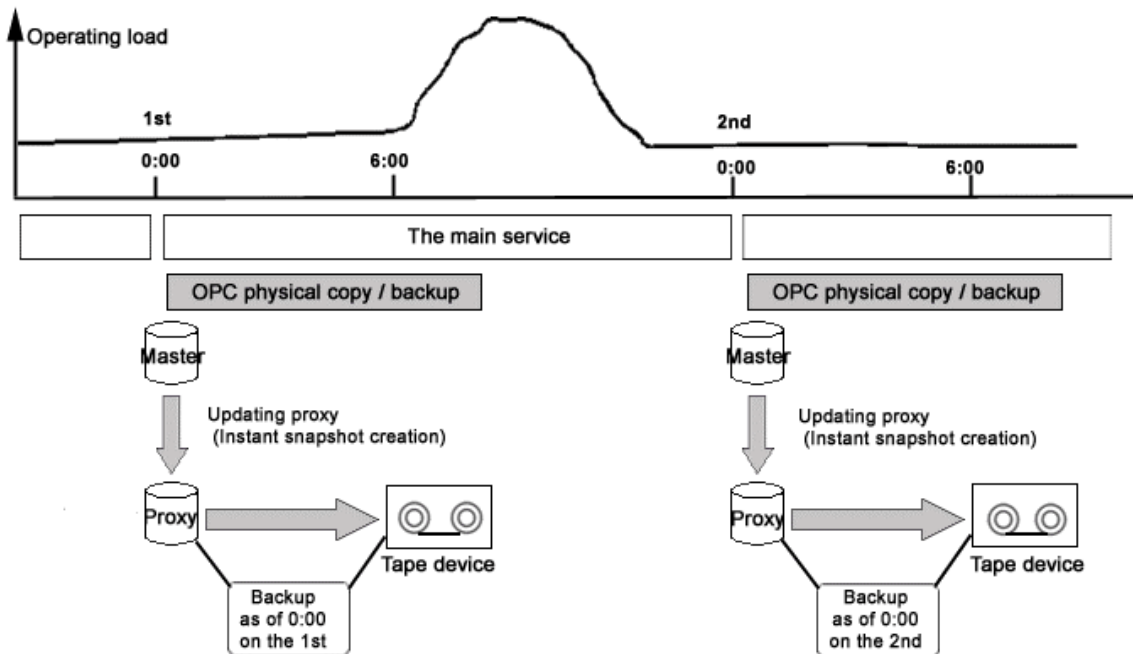 Operating load
1st
2nd
0:00
6:00
0:00
6:00
The main service
OPC physical copy / backup
OPC physical copy / backup
Master
Master
Updating proxy
(Instant snapshot creation)
Updating proxy
(Instant snapshot creation)
Proxy
Proxy
Tape device
Tape device
Backup
as of 0:00
on the 1st
Backup
as of 0:00
on the 2nd